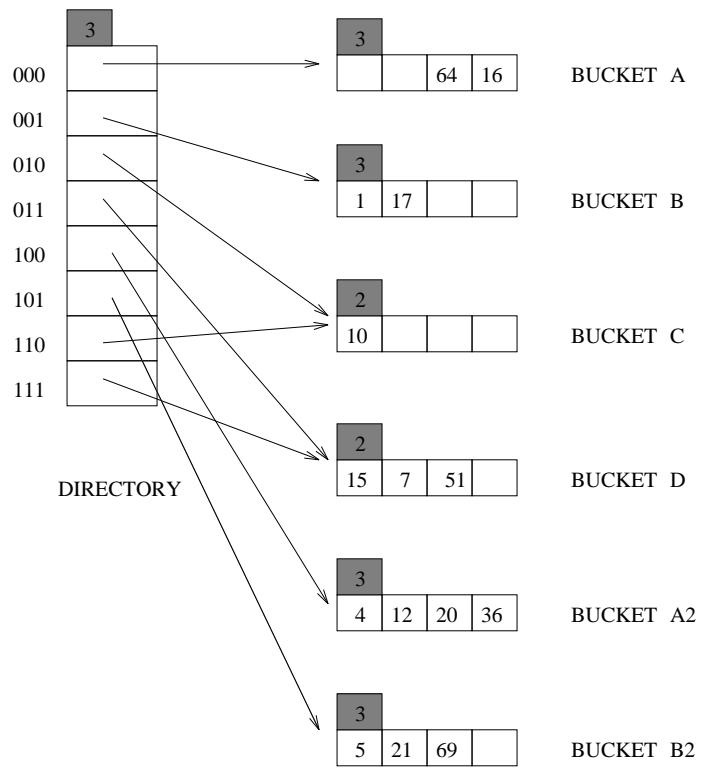 3
000
001
010
011
100
101
110
111
DIRECTORY
3
64 16 BUCKET A
3
1 17 BUCKET B
2
10 BUCKET C
2
15 7 51 BUCKET D
3
4 12 20 36 BUCKET A2
3
5 21 69 BUCKET B2